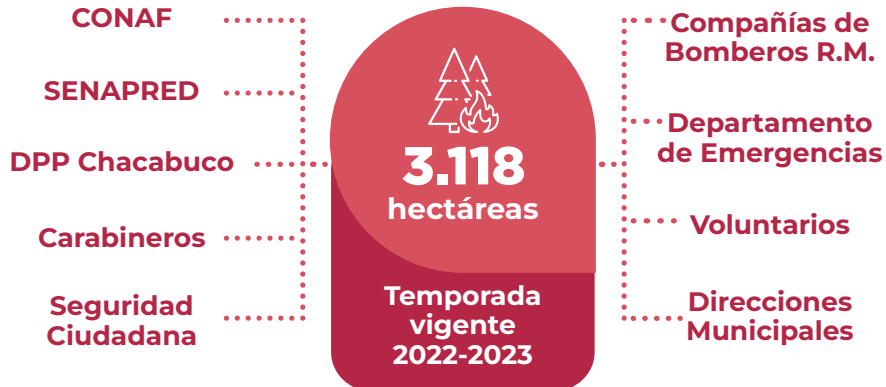 CONAF
SENAPRED
DPP Chacabuco
Carabineros
Seguridad
Ciudadana
3.118
hectáreas
Temporada
vigente
2022-2023
Compañías de
Bomberos R.M.
Departamento
de Emergencias
Voluntarios
Direcciones
Municipales